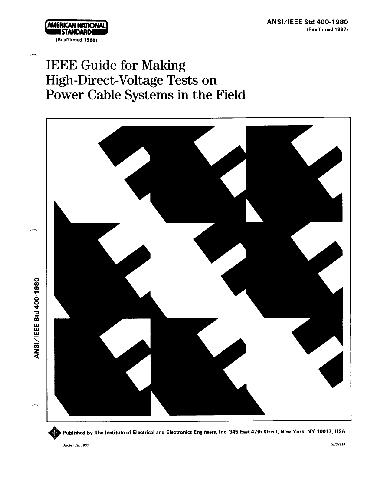 AMERICAN NATIONAL
STANDARD
(Reaffirmed 1988)
ANSI/IEEE Std 400-1980
(Reaffirmed 1987)
IEEE Guide for Making
High-Direct-Voltage Tests on
Power Cable Systems in the Field
ANSI/IEEE Std 400-1980
Published by The Institute of Electrical and Electronics Engineers, Inc 345 East 47th Street, New York, NY 10017, USA